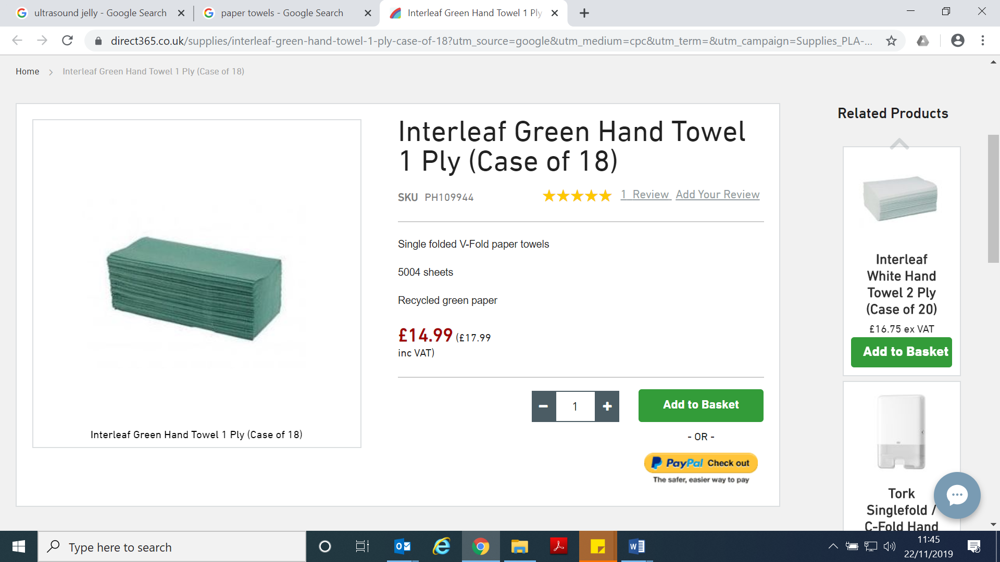 ultrasound jelly - Google Search
paper towels - Google Search
Interleaf Green Hand Towel 1 Ply
direct365.co.uk/supplies/interleaf-green-hand-towel-1-ply-case-of-18?utm_source=google&utm_medium=cpc&utm_term=&utm_campaign=Supplies_PLA-...
Home > Interleaf Green Hand Towel 1 Ply (Case of 18)
Interleaf Green Hand Towel 1 Ply (Case of 18)
Interleaf Green Hand Towel
1 Ply (Case of 18)
SKU PH109944
1 Review Add Your Review
Single folded V-Fold paper towels
5004 sheets
Recycled green paper
£14.99 (£17.99
inc VAT)
1
Add to Basket
- OR -
PayPal Check out
The safer, easier way to pay
Related Products
Interleaf
White Hand
Towel 2 Ply
(Case of 20)
£16.75 ex VAT
Add to Basket
Tork
Singlefold /
C-Fold Hand
Type here to search
11:45
22/11/2019